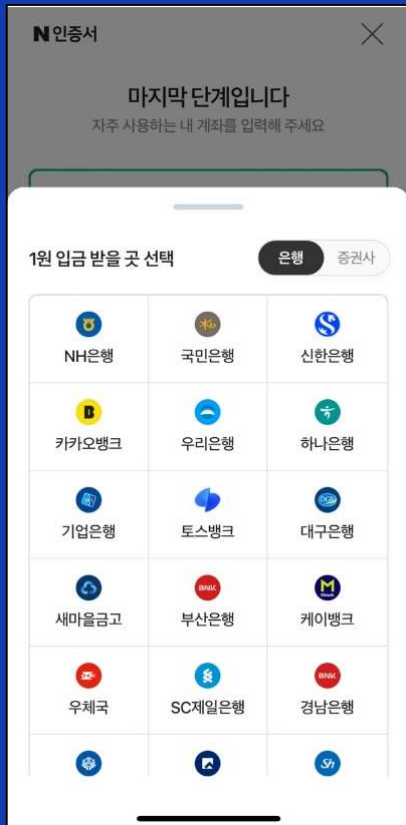 N인증서
마지막 단계입니다
자주 사용하는 내 계좌를 입력해 주세요
1원 입금 받을 곳 선택 은행 증권사
NH은행 국민은행 신한은행
B
카카오뱅크 우리은행 하나은행
기업은행 토스뱅크 대구은행
BNK M
새마을금고 부산은행 케이뱅크
BNK
우체국 SC제일은행 경남은행
Sh